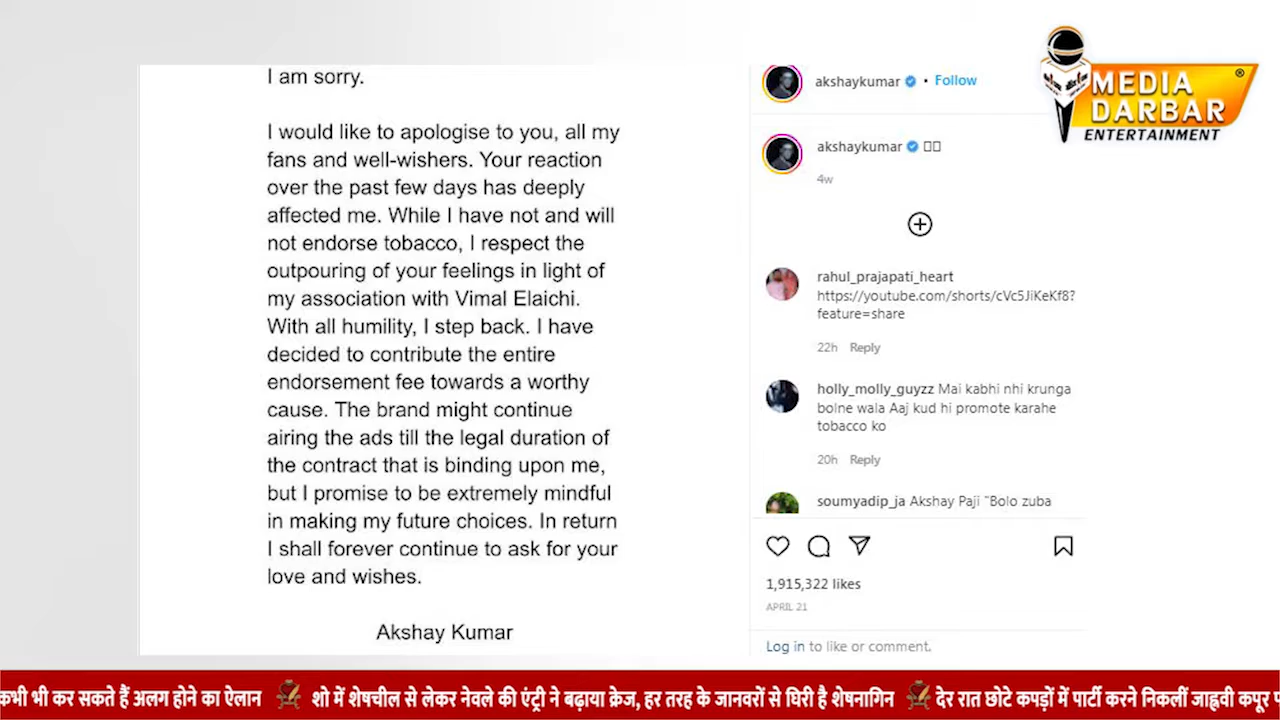 I am sorry.
I would like to apologise to you, all my
fans and well-wishers. Your reaction
over the past few days has deeply
affected me. While I have not and will
not endorse tobacco, I respect the
outpouring of your feelings in light of
my association with Vimal Elaichi.
With all humility, I step back. I have
decided to contribute the entire
endorsement fee towards a worthy
cause. The brand might continue
airing the ads till the legal duration of
the contract that is binding upon me,
but I promise to be extremely mindful
in making my future choices. In return
I shall forever continue to ask for your
love and wishes.
Akshay Kumar
akshaykumar • Follow
akshaykumar
4w
rahul_prajapati_heart
https://youtube.com/shorts/cVc5JiKeKf8?
feature=share
22h Reply
holly_molly_guyzz Mai kabhi nhi krunga
bolne wala Aaj kud hi promote karahe
tobacco ko
20h Reply
soumyadip_ja Akshay Paji "Bolo zuba
1,915,322 likes
APRIL 21
Log in to like or comment.
MEDIA
DARBAR
ENTERTAINMENT
कभी भी कर सकते हैं अलग होने का ऐलान शो में शेषचील से लेकर नेवले की एंट्री ने बढ़ाया क्रेज, हर तरह के जानवरों से घिरी है शेषनागिन देर रात छोटे कपड़ों में पार्टी करने निकलीं जाह्नवी कपूर